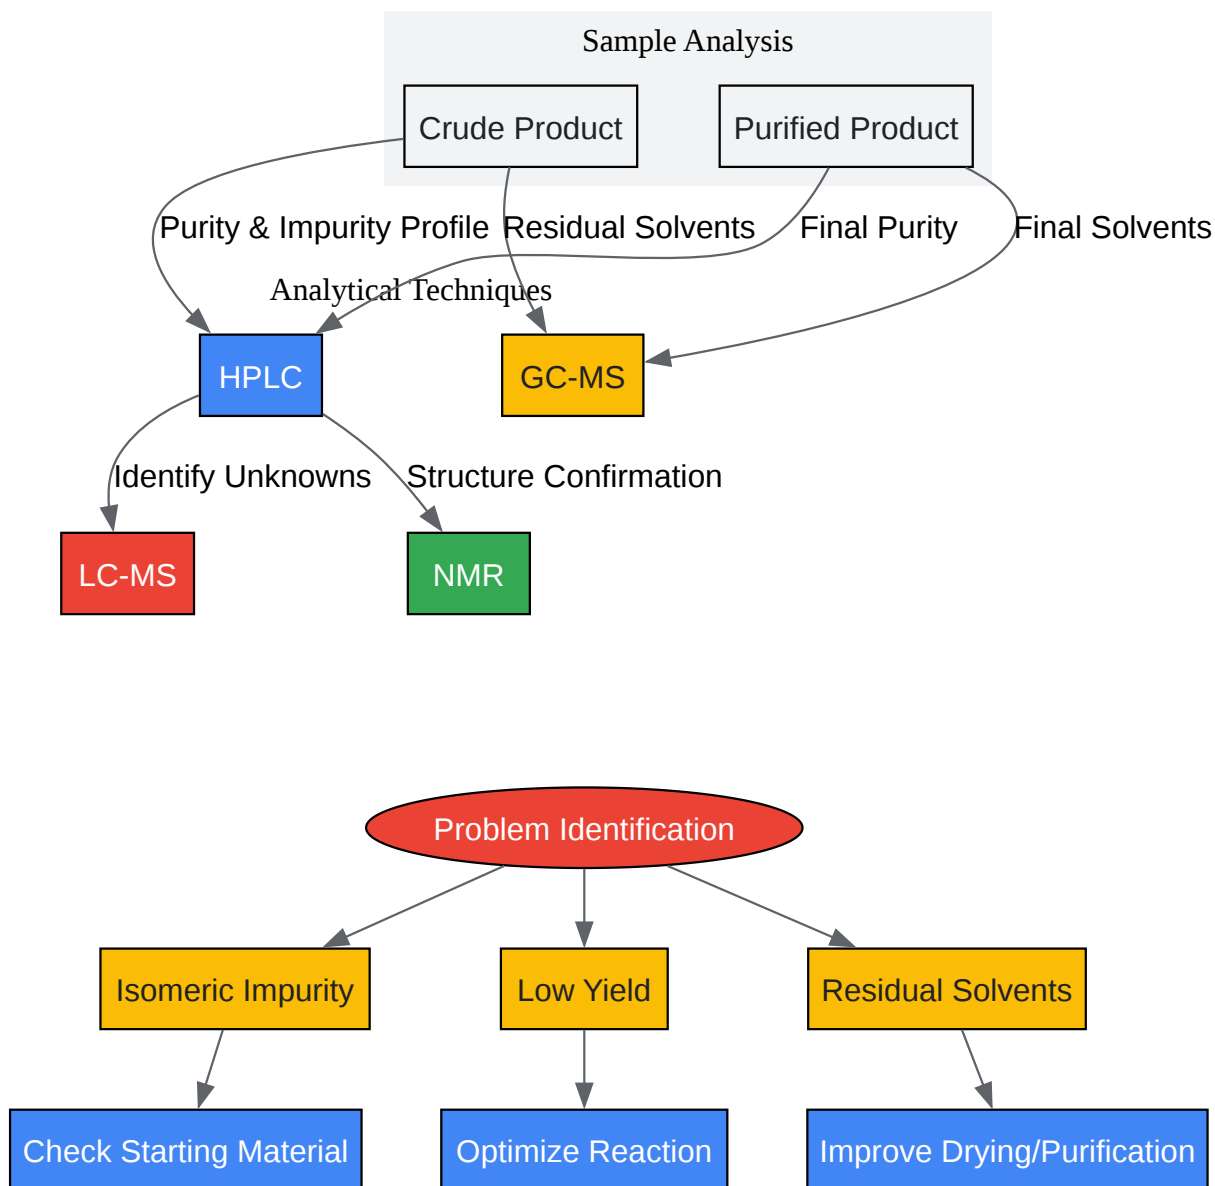 Sample Analysis
Crude Product
Purified Product
Purity & Impurity Profile
Residual Solvents
Final Purity
Final Solvents
Analytical Techniques
HPLC
GC-MS
Identify Unknowns
Structure Confirmation
LC-MS
NMR
Problem Identification
Isomeric Impurity
Low Yield
Residual Solvents
Check Starting Material
Optimize Reaction
Improve Drying/Purification